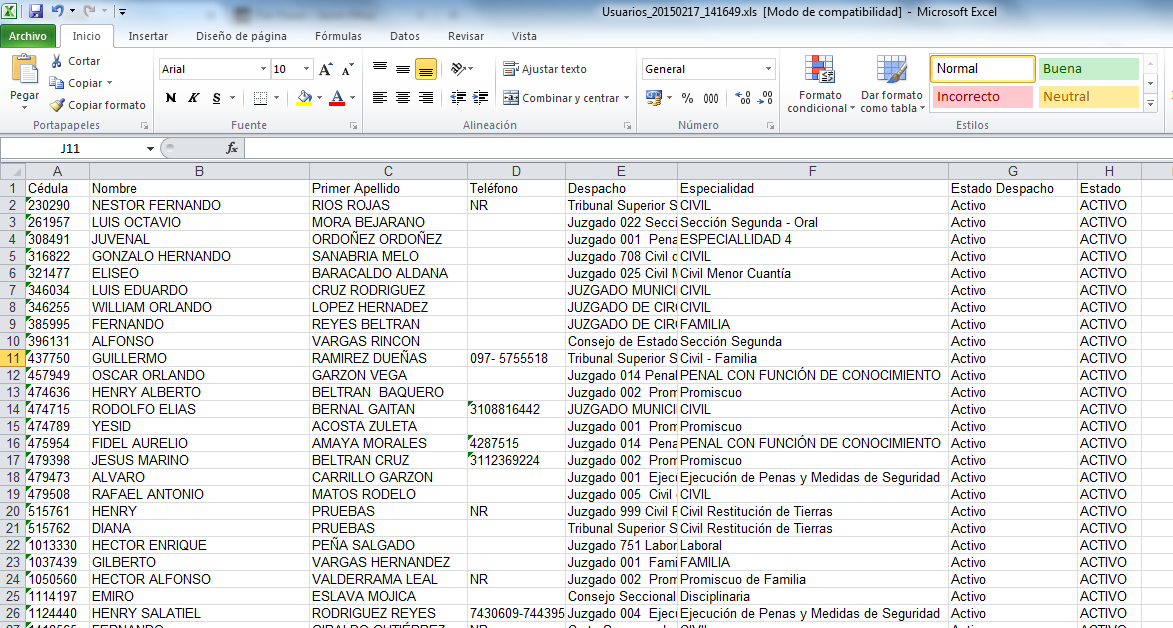 Usuarios_20150217_141649.xls [Modo de compatibilidad] - Microsoft Excel
Archivo Inicio Insertar Diseño de página Fórmulas Datos Revisar Vista
Pegar
Cortar
Copiar
Copiar formato
Portapapeles
Arial 10
N K S
Fuente
Ajustar texto
Combinar y centrar
Alineación
General
% 000
Número
Formato condicional
Dar formato como tabla
Normal Buena
Incorrecto Neutral
Estilos
J11 fx
A B C D E F G H
1 Cédula Nombre Primer Apellido Teléfono Despacho Especialidad Estado Despacho Estado
2 230290 NESTOR FERNANDO RIOS ROJAS NR Tribunal Superior S CIVIL Activo ACTIVO
3 261957 LUIS OCTAVIO MORA BEJARANO Juzgado 022 Secci Sección Segunda - Oral Activo ACTIVO
4 308491 JUVENAL ORDOÑEZ ORDOÑEZ Juzgado 001 Pena ESPECIALLIDAD 4 Activo ACTIVO
5 316822 GONZALO HERNANDO SANABRIA MELO Juzgado 708 Civil d CIVIL Activo ACTIVO
6 321477 ELISEO BARACALDO ALDANA Juzgado 025 Civil M Civil Menor Cuantía Activo ACTIVO
7 346034 LUIS EDUARDO CRUZ RODRIGUEZ JUZGADO MUNICI CIVIL Activo ACTIVO
8 346255 WILLIAM ORLANDO LOPEZ HERNADEZ JUZGADO DE CIRC CIVIL Activo ACTIVO
9 385995 FERNANDO REYES BELTRAN JUZGADO DE CIRC FAMILIA Activo ACTIVO
10 396131 ALFONSO VARGAS RINCON Consejo de Estado Sección Segunda Activo ACTIVO
11 437750 GUILLERMO RAMIREZ DUEÑAS 097- 5755518 Tribunal Superior S Civil - Familia Activo ACTIVO
12 457949 OSCAR ORLANDO GARZON VEGA Juzgado 014 Penal PENAL CON FUNCIÓN DE CONOCIMIENTO Activo ACTIVO
13 474636 HENRY ALBERTO BELTRAN BAQUERO Juzgado 002 Prom Promiscuo Activo ACTIVO
14 474715 RODOLFO ELIAS BERNAL GAITAN 3108816442 JUZGADO MUNICI CIVIL Activo ACTIVO
15 474789 YESID ACOSTA ZULETA Juzgado 001 Prom Promiscuo Activo ACTIVO
16 475954 FIDEL AURELIO AMAYA MORALES 4287515 Juzgado 014 Pena PENAL CON FUNCIÓN DE CONOCIMIENTO Activo ACTIVO
17 479398 JESUS MARINO BELTRAN CRUZ 3112369224 Juzgado 002 Prom Promiscuo Activo ACTIVO
18 479473 ALVARO CARRILLO GARZON Juzgado 001 Ejecu Ejecución de Penas y Medidas de Seguridad Activo ACTIVO
19 479508 RAFAEL ANTONIO MATOS RODELO Juzgado 005 Civil CIVIL Activo ACTIVO
20 515761 HENRY PRUEBAS NR Juzgado 999 Civil R Civil Restitución de Tierras Activo ACTIVO
21 515762 DIANA PRUEBAS Tribunal Superior S Civil Restitución de Tierras Activo ACTIVO
22 1013330 HECTOR ENRIQUE PEÑA SALGADO Juzgado 751 Labor Laboral Activo ACTIVO
23 1037439 GILBERTO VARGAS HERNANDEZ Juzgado 001 Fami FAMILIA Activo ACTIVO
24 1050560 HECTOR ALFONSO VALDERRAMA LEAL NR Juzgado 002 Prom Promiscuo de Familia Activo ACTIVO
25 1114197 EMIRO ESLAVA MOJICA Consejo Seccional Disciplinaria Activo ACTIVO
26 1124440 HENRY SALATIEL RODRIGUEZ REYES 7430609-744395 Juzgado 004 Ejecu Ejecución de Penas y Medidas de Seguridad Activo ACTIVO